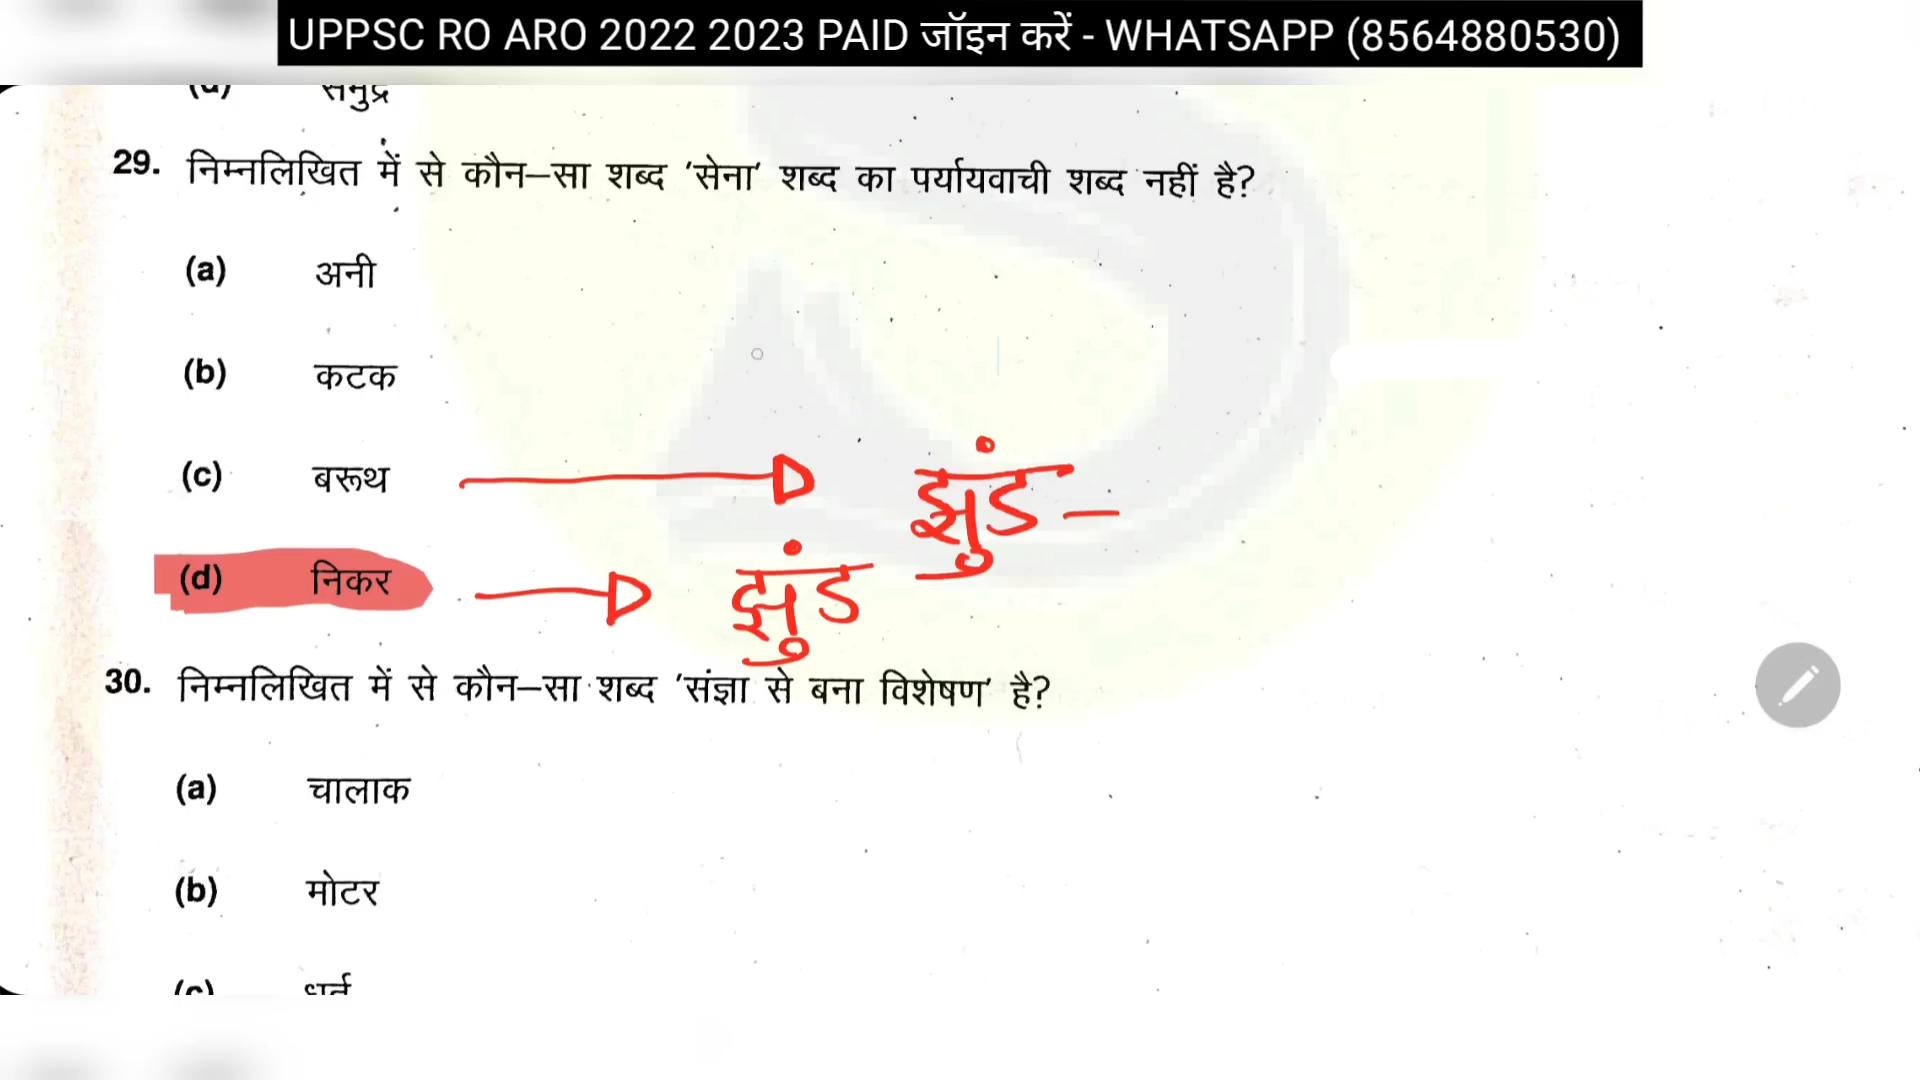 UPPSC RO ARO 2022 2023 PAID जॉइन करें - WHATSAPP (8564880530)
(d) समुद्र
29. निम्नलिखित में से कौन–सा शब्द ‘सेना’ शब्द का पर्यायवाची शब्द नहीं है?
(a) अनी
(b) कटक
(c) बरूथ झुंड –
(d) निकर झुंड
30. निम्नलिखित में से कौन–सा शब्द ‘संज्ञा से बना विशेषण’ है?
(a) चालाक
(b) मोटर
(c)